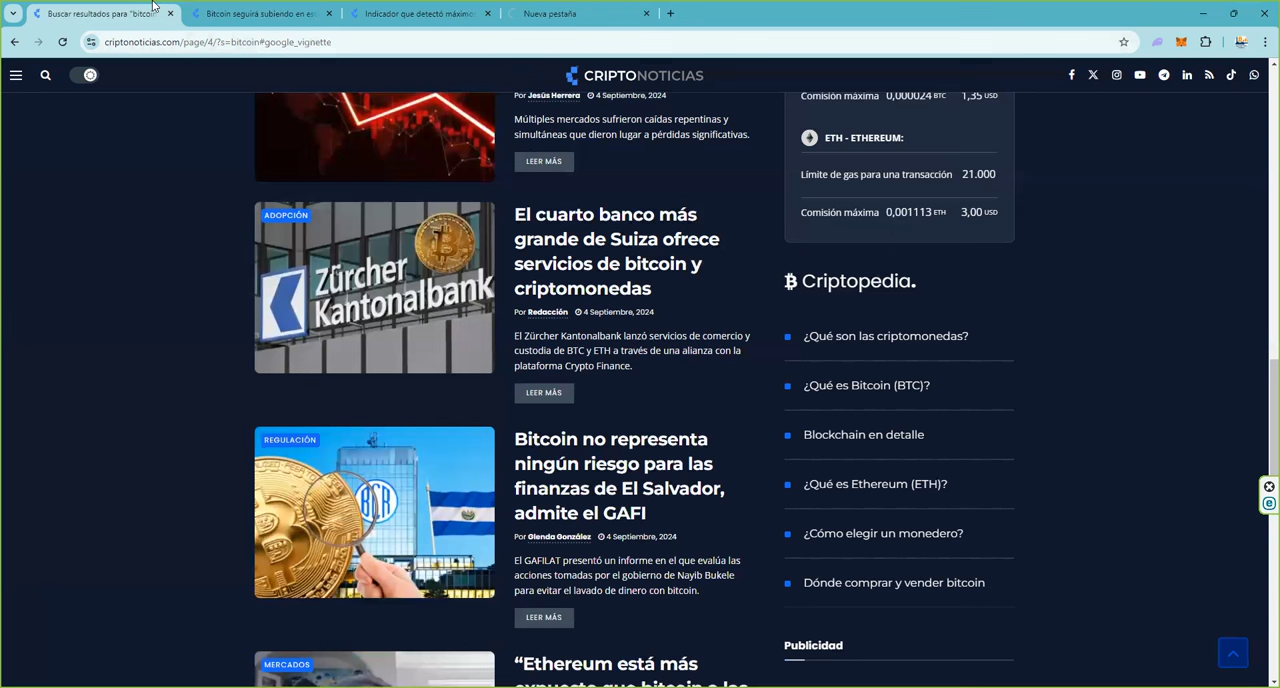 Buscar resultados para "bitcoin
Bitcoin seguirá subiendo en est
Indicador que detectó máximos
Nueva pestaña
criptonoticias.com/page/4/?s=bitcoin#google_vignette
CRIPTONOTICIAS
Por Jesús Herrera 4 Septiembre, 2024
Múltiples mercados sufrieron caídas repentinas y
simultáneas que dieron lugar a pérdidas significativas.
LEER MÁS
ADOPCIÓN
Zürcher
Kantonalbank
El cuarto banco más
grande de Suiza ofrece
servicios de bitcoin y
criptomonedas
Por Redacción 4 Septiembre, 2024
El Zürcher Kantonalbank lanzó servicios de comercio y
custodia de BTC y ETH a través de una alianza con la
plataforma Crypto Finance.
LEER MÁS
REGULACIÓN
BCR
Bitcoin no representa
ningún riesgo para las
finanzas de El Salvador,
admite el GAFI
Por Glenda González 4 Septiembre, 2024
El GAFILAT presentó un informe en el que evalúa las
acciones tomadas por el gobierno de Nayib Bukele
para evitar el lavado de dinero con bitcoin.
LEER MÁS
MERCADOS
“Ethereum está más
expuesto que bitcoin a los
Comisión máxima 0,000024 BTC 1,35 USD
ETH - ETHEREUM:
Límite de gas para una transacción 21.000
Comisión máxima 0,001113 ETH 3,00 USD
Criptopedia.
¿Qué son las criptomonedas?
¿Qué es Bitcoin (BTC)?
Blockchain en detalle
¿Qué es Ethereum (ETH)?
¿Cómo elegir un monedero?
Dónde comprar y vender bitcoin
Publicidad